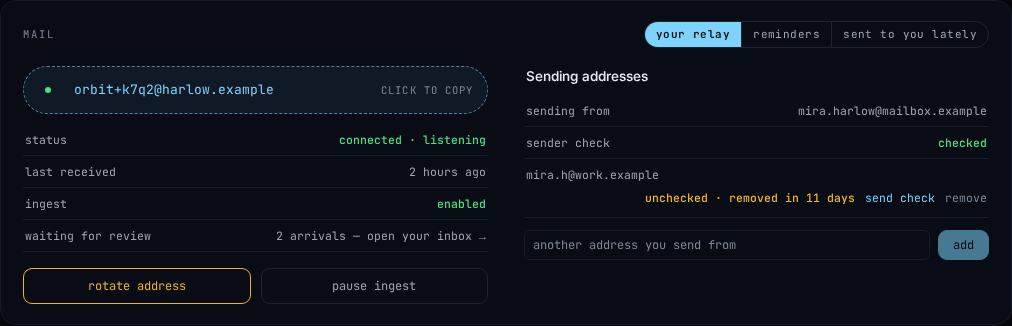 MAIL
your relay reminders sent to you lately
orbit+k7q2@harlow.example CLICK TO COPY
status connected · listening
last received 2 hours ago
ingest enabled
waiting for review 2 arrivals — open your inbox →
rotate address pause ingest
Sending addresses
sending from mira.harlow@mailbox.example
sender check checked
mira.h@work.example
unchecked · removed in 11 days send check remove
another address you send from add